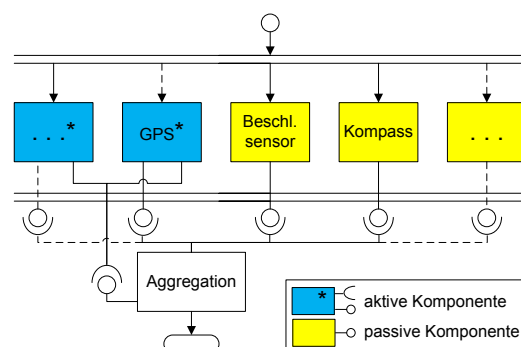 . . .*
GPS*
Beschl.
sensor
Kompass
. . .
Aggregation
* aktive Komponente
passive Komponente